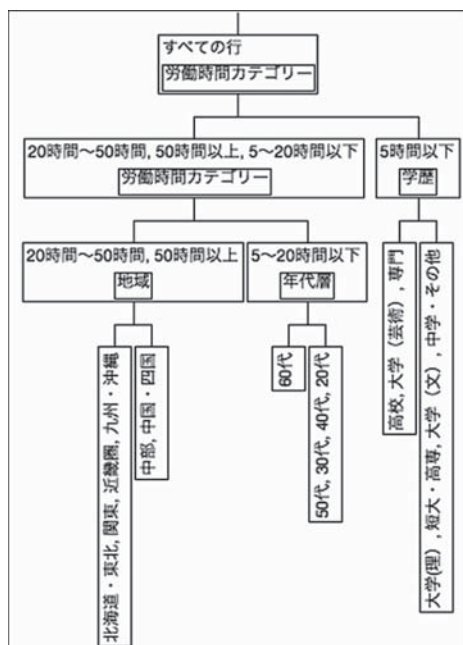 すべての行
労働時間カテゴリー
20時間～50時間, 50時間以上, 5～20時間以下
労働時間カテゴリー
5時間以下
学歴
20時間～50時間, 50時間以上
地域
5～20時間以下
年代層
北海道・東北, 関東, 近畿圏, 九州・沖縄
中部, 中国・四国
60代
50代, 30代, 40代, 20代
高校, 大学（芸術）, 専門
大学(理）, 短大・高専, 大学（文）, 中学・その他